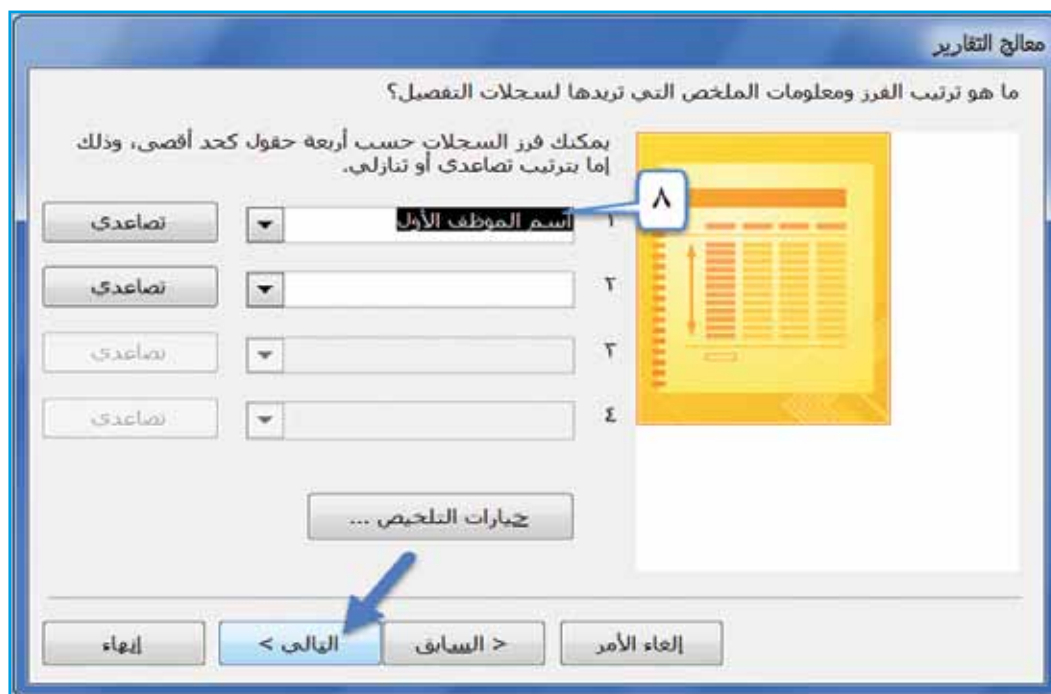 معالج التقارير
ما هو ترتيب الفرز ومعلومات الملخص التي تريدها لسجلات التفصيل؟
يمكنك فرز السجلات حسب أربعة حقول كحد أقصى، وذلك
إما بترتيب تصاعدي أو تنازلي.
٨
١ اسم الموظف الأول تصاعدي
٢ تصاعدي
٣ تصاعدي
٤ تصاعدي
خيارات التلخيص ...
إلغاء الأمر < السابق التالي > إنهاء